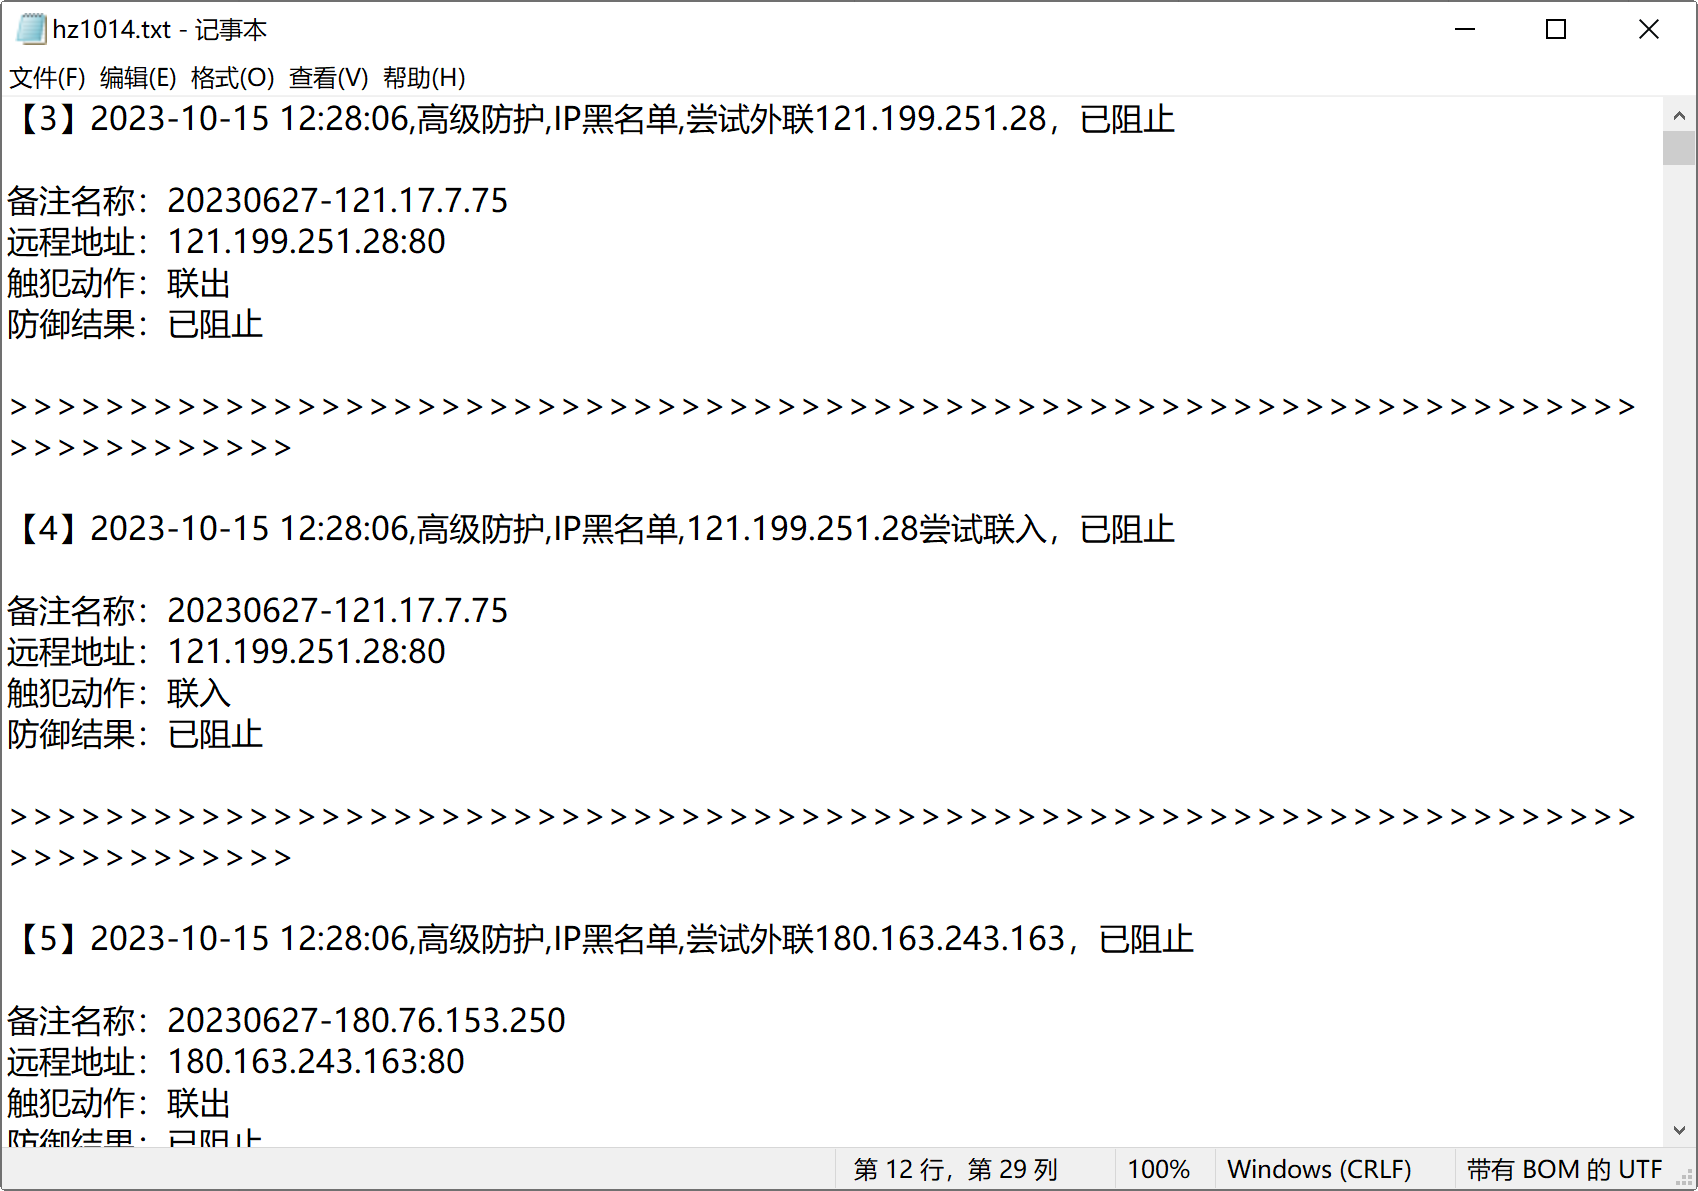 hz1014.txt - 记事本
文件(F) 编辑(E) 格式(O) 查看(V) 帮助(H)
【3】2023-10-15 12:28:06,高级防护,IP黑名单,尝试外联121.199.251.28，已阻止
备注名称：20230627-121.17.7.75
远程地址：121.199.251.28:80
触犯动作：联出
防御结果：已阻止
>>>>>>>>>>>>>>>>>>>>>>>>>>>>>>>>>>>>>>>>>>>>>>>>>>>>>>>>>>>>>>>>>>>>
>>>>>>>>>>>>
【4】2023-10-15 12:28:06,高级防护,IP黑名单,121.199.251.28尝试联入，已阻止
备注名称：20230627-121.17.7.75
远程地址：121.199.251.28:80
触犯动作：联入
防御结果：已阻止
>>>>>>>>>>>>>>>>>>>>>>>>>>>>>>>>>>>>>>>>>>>>>>>>>>>>>>>>>>>>>>>>>>>>
>>>>>>>>>>>>
【5】2023-10-15 12:28:06,高级防护,IP黑名单,尝试外联180.163.243.163，已阻止
备注名称：20230627-180.76.153.250
远程地址：180.163.243.163:80
触犯动作：联出
防御结果：已阻止
第 12 行，第 29 列 100% Windows (CRLF) 带有 BOM 的 UTF